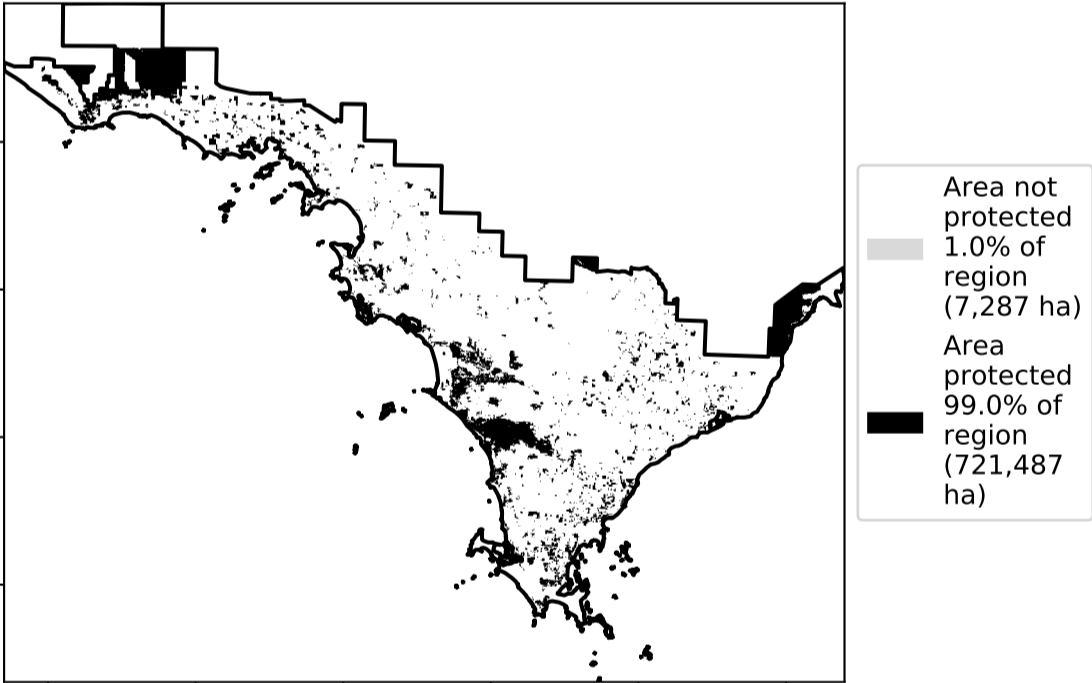 Area not
protected
1.0% of
region
(7,287 ha)
Area
protected
99.0% of
region
(721,487
ha)